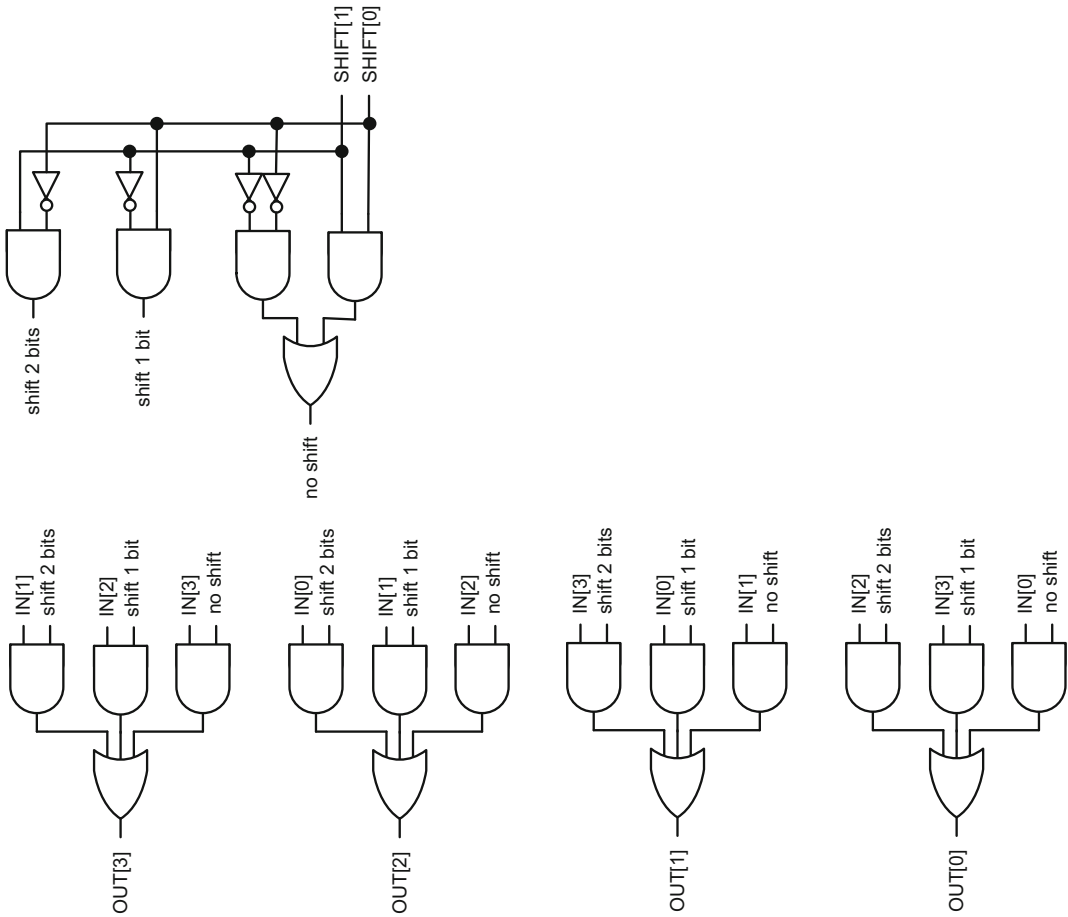 SHIFT[1]
SHIFT[0]
shift 2 bits
shift 1 bit
no shift
IN[1]
shift 2 bits
IN[2]
shift 1 bit
IN[3]
no shift
IN[0]
shift 2 bits
IN[1]
shift 1 bit
IN[2]
no shift
IN[3]
shift 2 bits
IN[0]
shift 1 bit
IN[1]
no shift
IN[2]
shift 2 bits
IN[3]
shift 1 bit
IN[0]
no shift
OUT[3]
OUT[2]
OUT[1]
OUT[0]